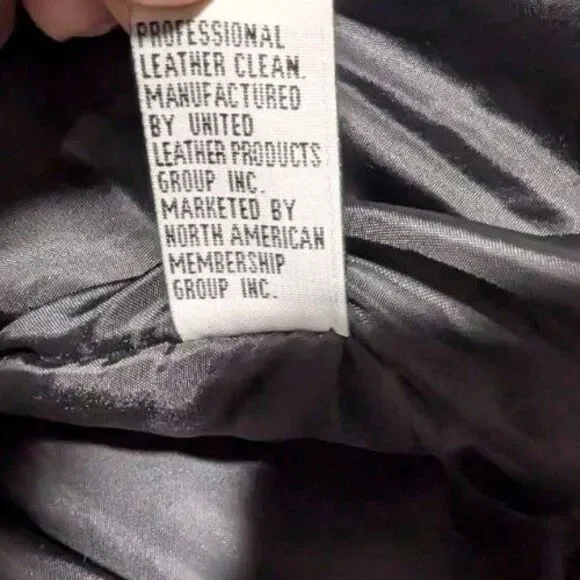 PROFESSIONAL
LEATHER CLEAN.
MANUFACTURED
BY UNITED
LEATHER PRODUCTS
GROUP INC.
MARKETED BY
NORTH AMERICAN
MEMBERSHIP
GROUP INC.